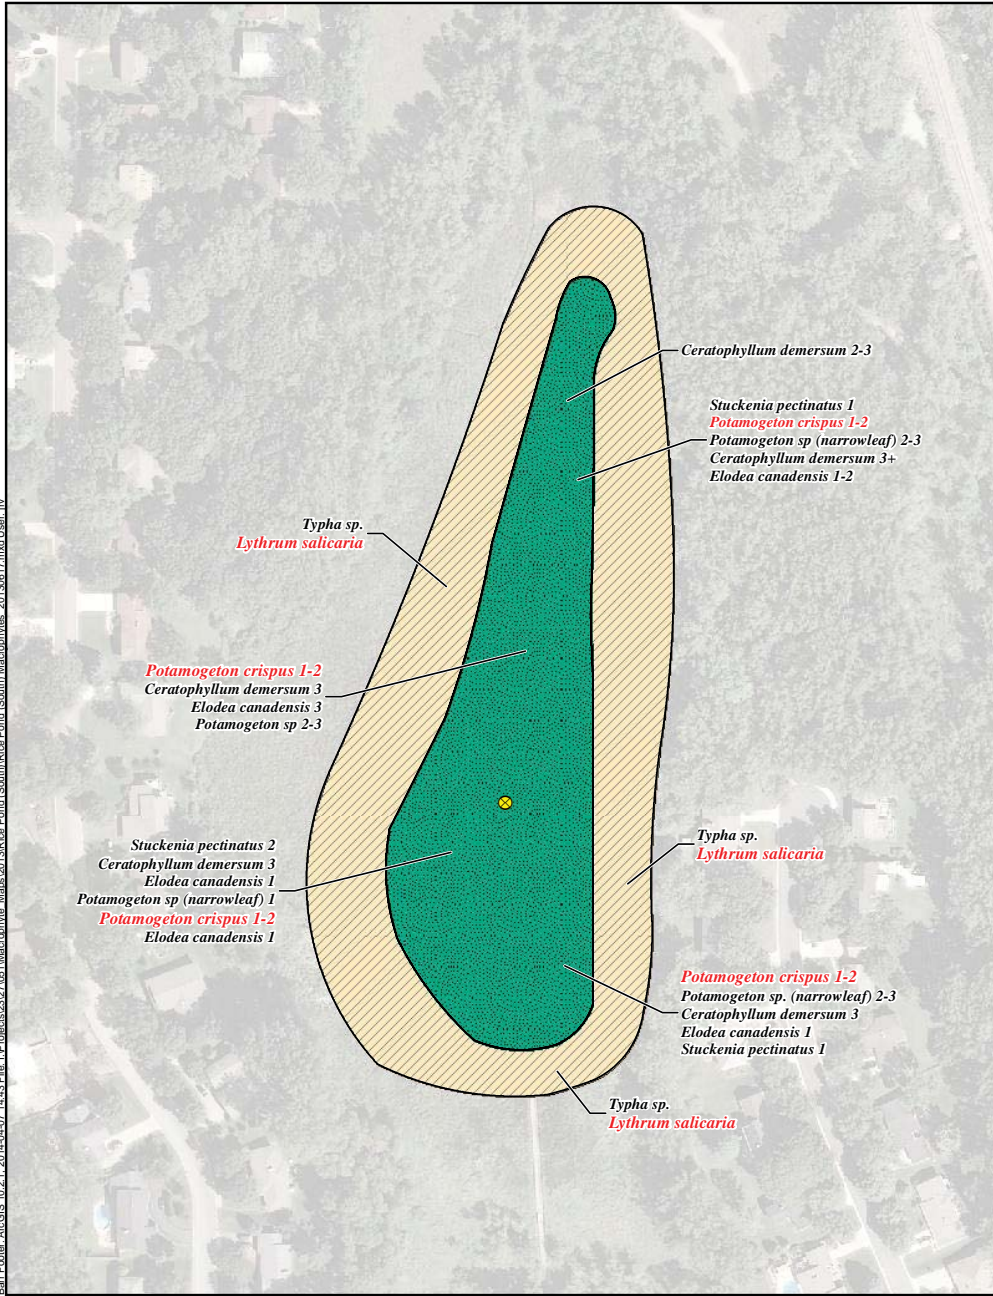 Ceratophyllum demersum 2-3
Stuckenia pectinatus 1
Potamogeton crispus 1-2
Potamogeton sp (narrowleaf) 2-3
Ceratophyllum demersum 3+
Elodea canadensis 1-2
Typha sp.
Lythrum salicaria
Potamogeton crispus 1-2
Ceratophyllum demersum 3
Elodea canadensis 3
Potamogeton sp 2-3
Stuckenia pectinatus 2
Ceratophyllum demersum 3
Elodea canadensis 1
Potamogeton sp (narrowleaf) 1
Potamogeton crispus 1-2
Elodea canadensis 1
Typha sp.
Lythrum salicaria
Potamogeton crispus 1-2
Potamogeton sp. (narrowleaf) 2-3
Ceratophyllum demersum 3
Elodea canadensis 1
Stuckenia pectinatus 1
Typha sp.
Lythrum salicaria